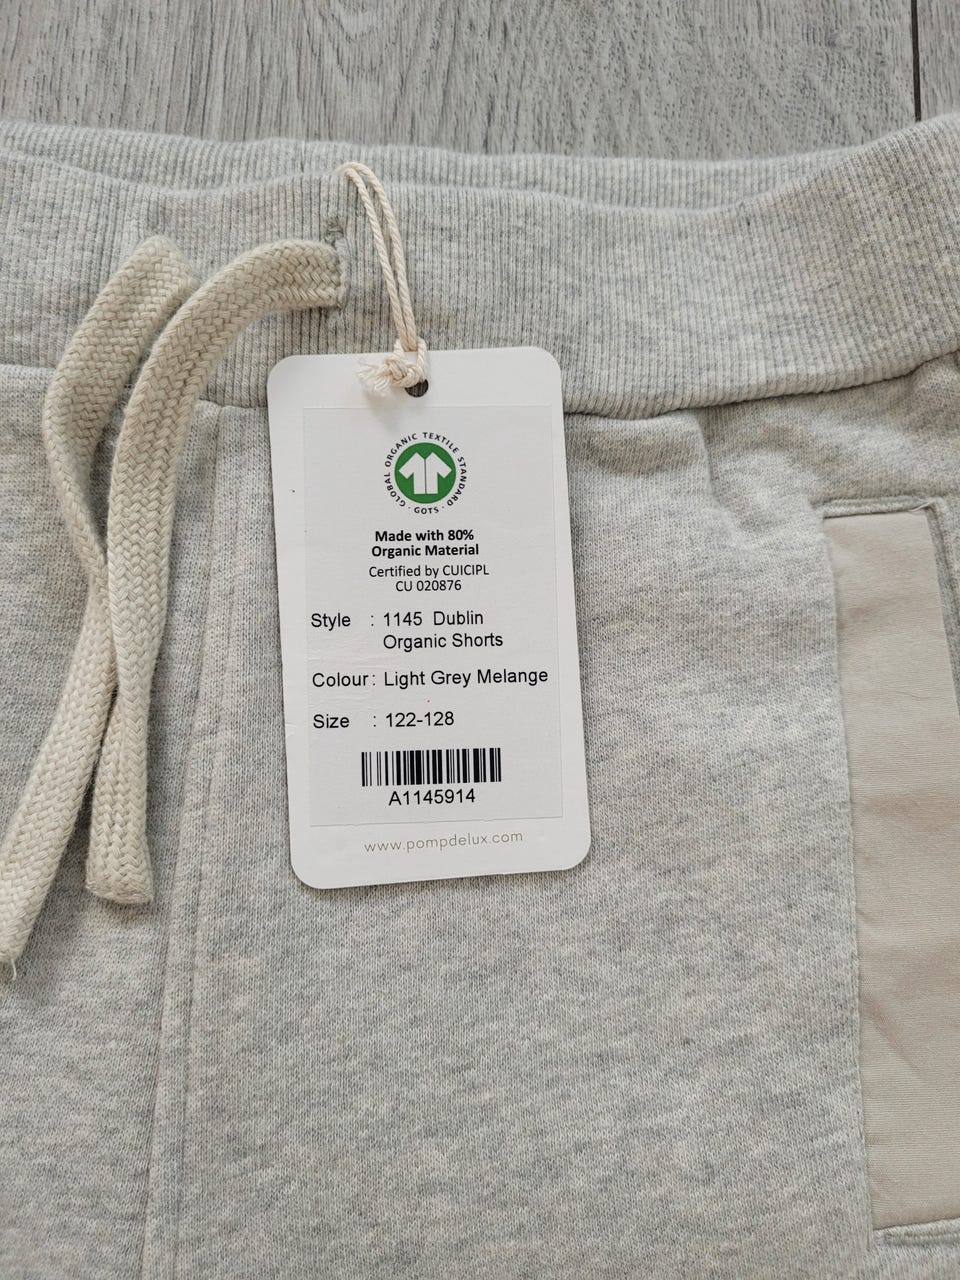 GLOBAL ORGANIC TEXTILE STANDARD
· GOTS ·
Made with 80%
Organic Material
Certified by CUICIPL
CU 020876
Style : 1145 Dublin
Organic Shorts
Colour : Light Grey Melange
Size : 122-128
A1145914
www.pompdelux.com